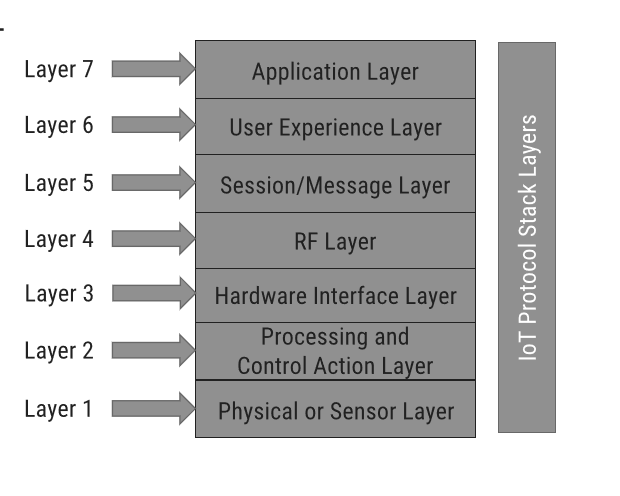 Layer 7
Application Layer
Layer 6
User Experience Layer
Layer 5
Session/Message Layer
Layer 4
RF Layer
Layer 3
Hardware Interface Layer
Layer 2
Processing and
Control Action Layer
Layer 1
Physical or Sensor Layer
IoT Protocol Stack Layers